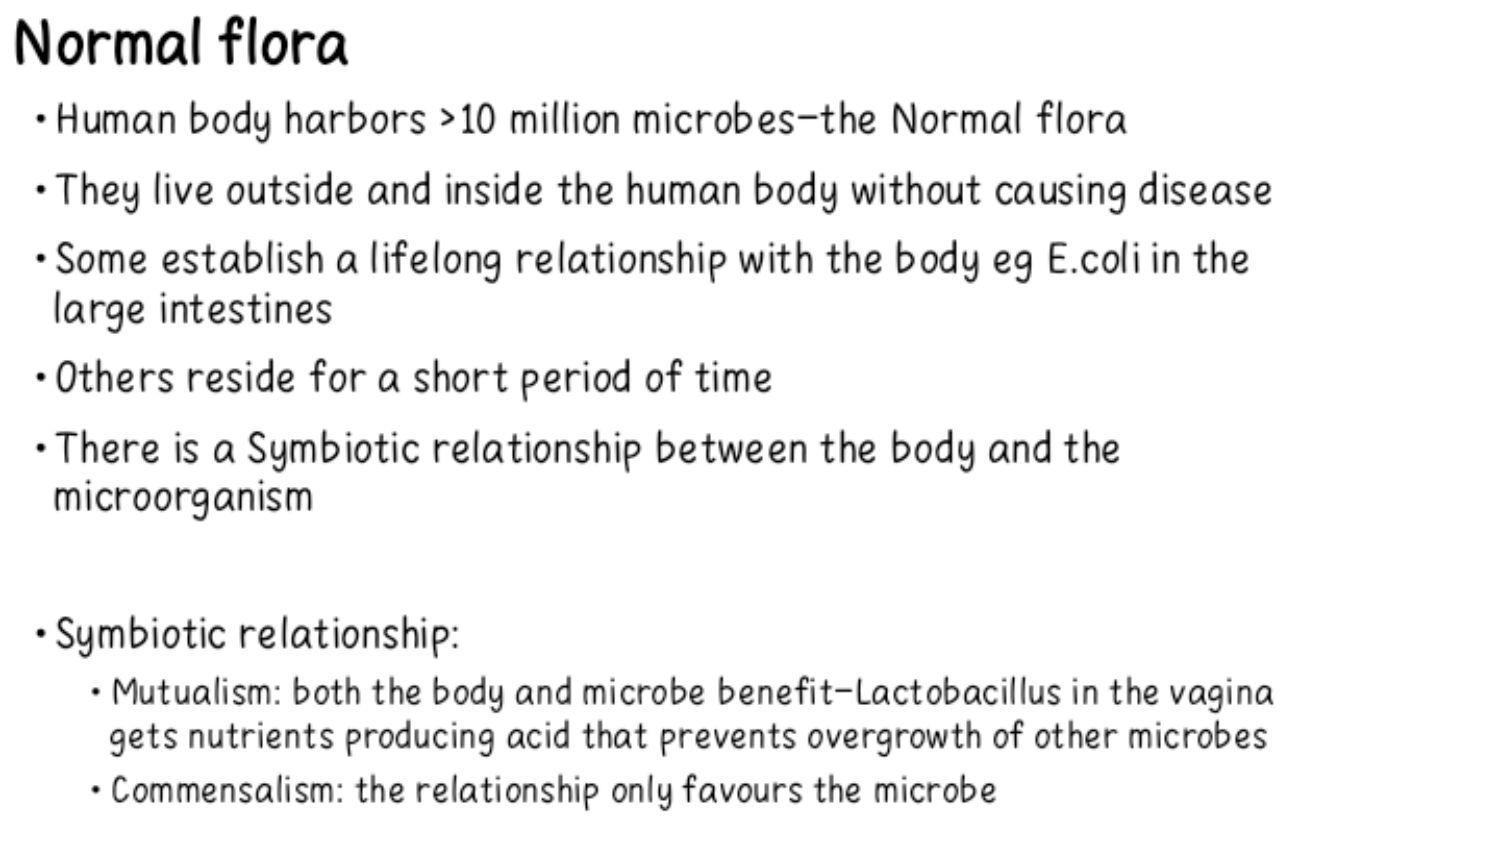 Normal flora
• Human body harbors >10 million microbes–the Normal flora
• They live outside and inside the human body without causing disease
• Some establish a lifelong relationship with the body eg E.coli in the
large intestines
• Others reside for a short period of time
• There is a Symbiotic relationship between the body and the
microorganism
• Symbiotic relationship:
• Mutualism: both the body and microbe benefit–Lactobacillus in the vagina
gets nutrients producing acid that prevents overgrowth of other microbes
• Commensalism: the relationship only favours the microbe